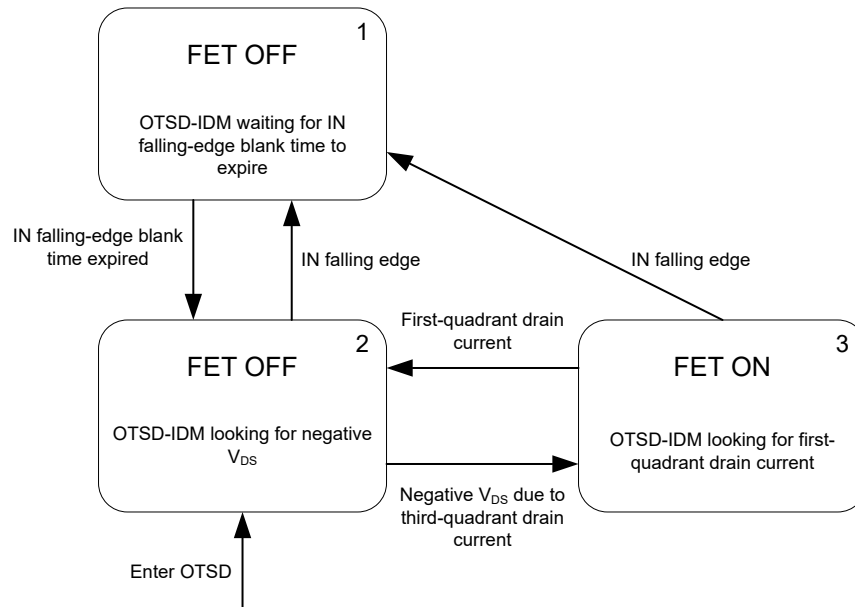 1
FET OFF
OTSD-IDM waiting for IN
falling-edge blank time to
expire
IN falling-edge blank
time expired
IN falling edge
IN falling edge
First-quadrant drain
current
2
FET OFF
OTSD-IDM looking for negative
VDS
3
FET ON
OTSD-IDM looking for first-
quadrant drain current
Negative VDS due to
third-quadrant drain
current
Enter OTSD